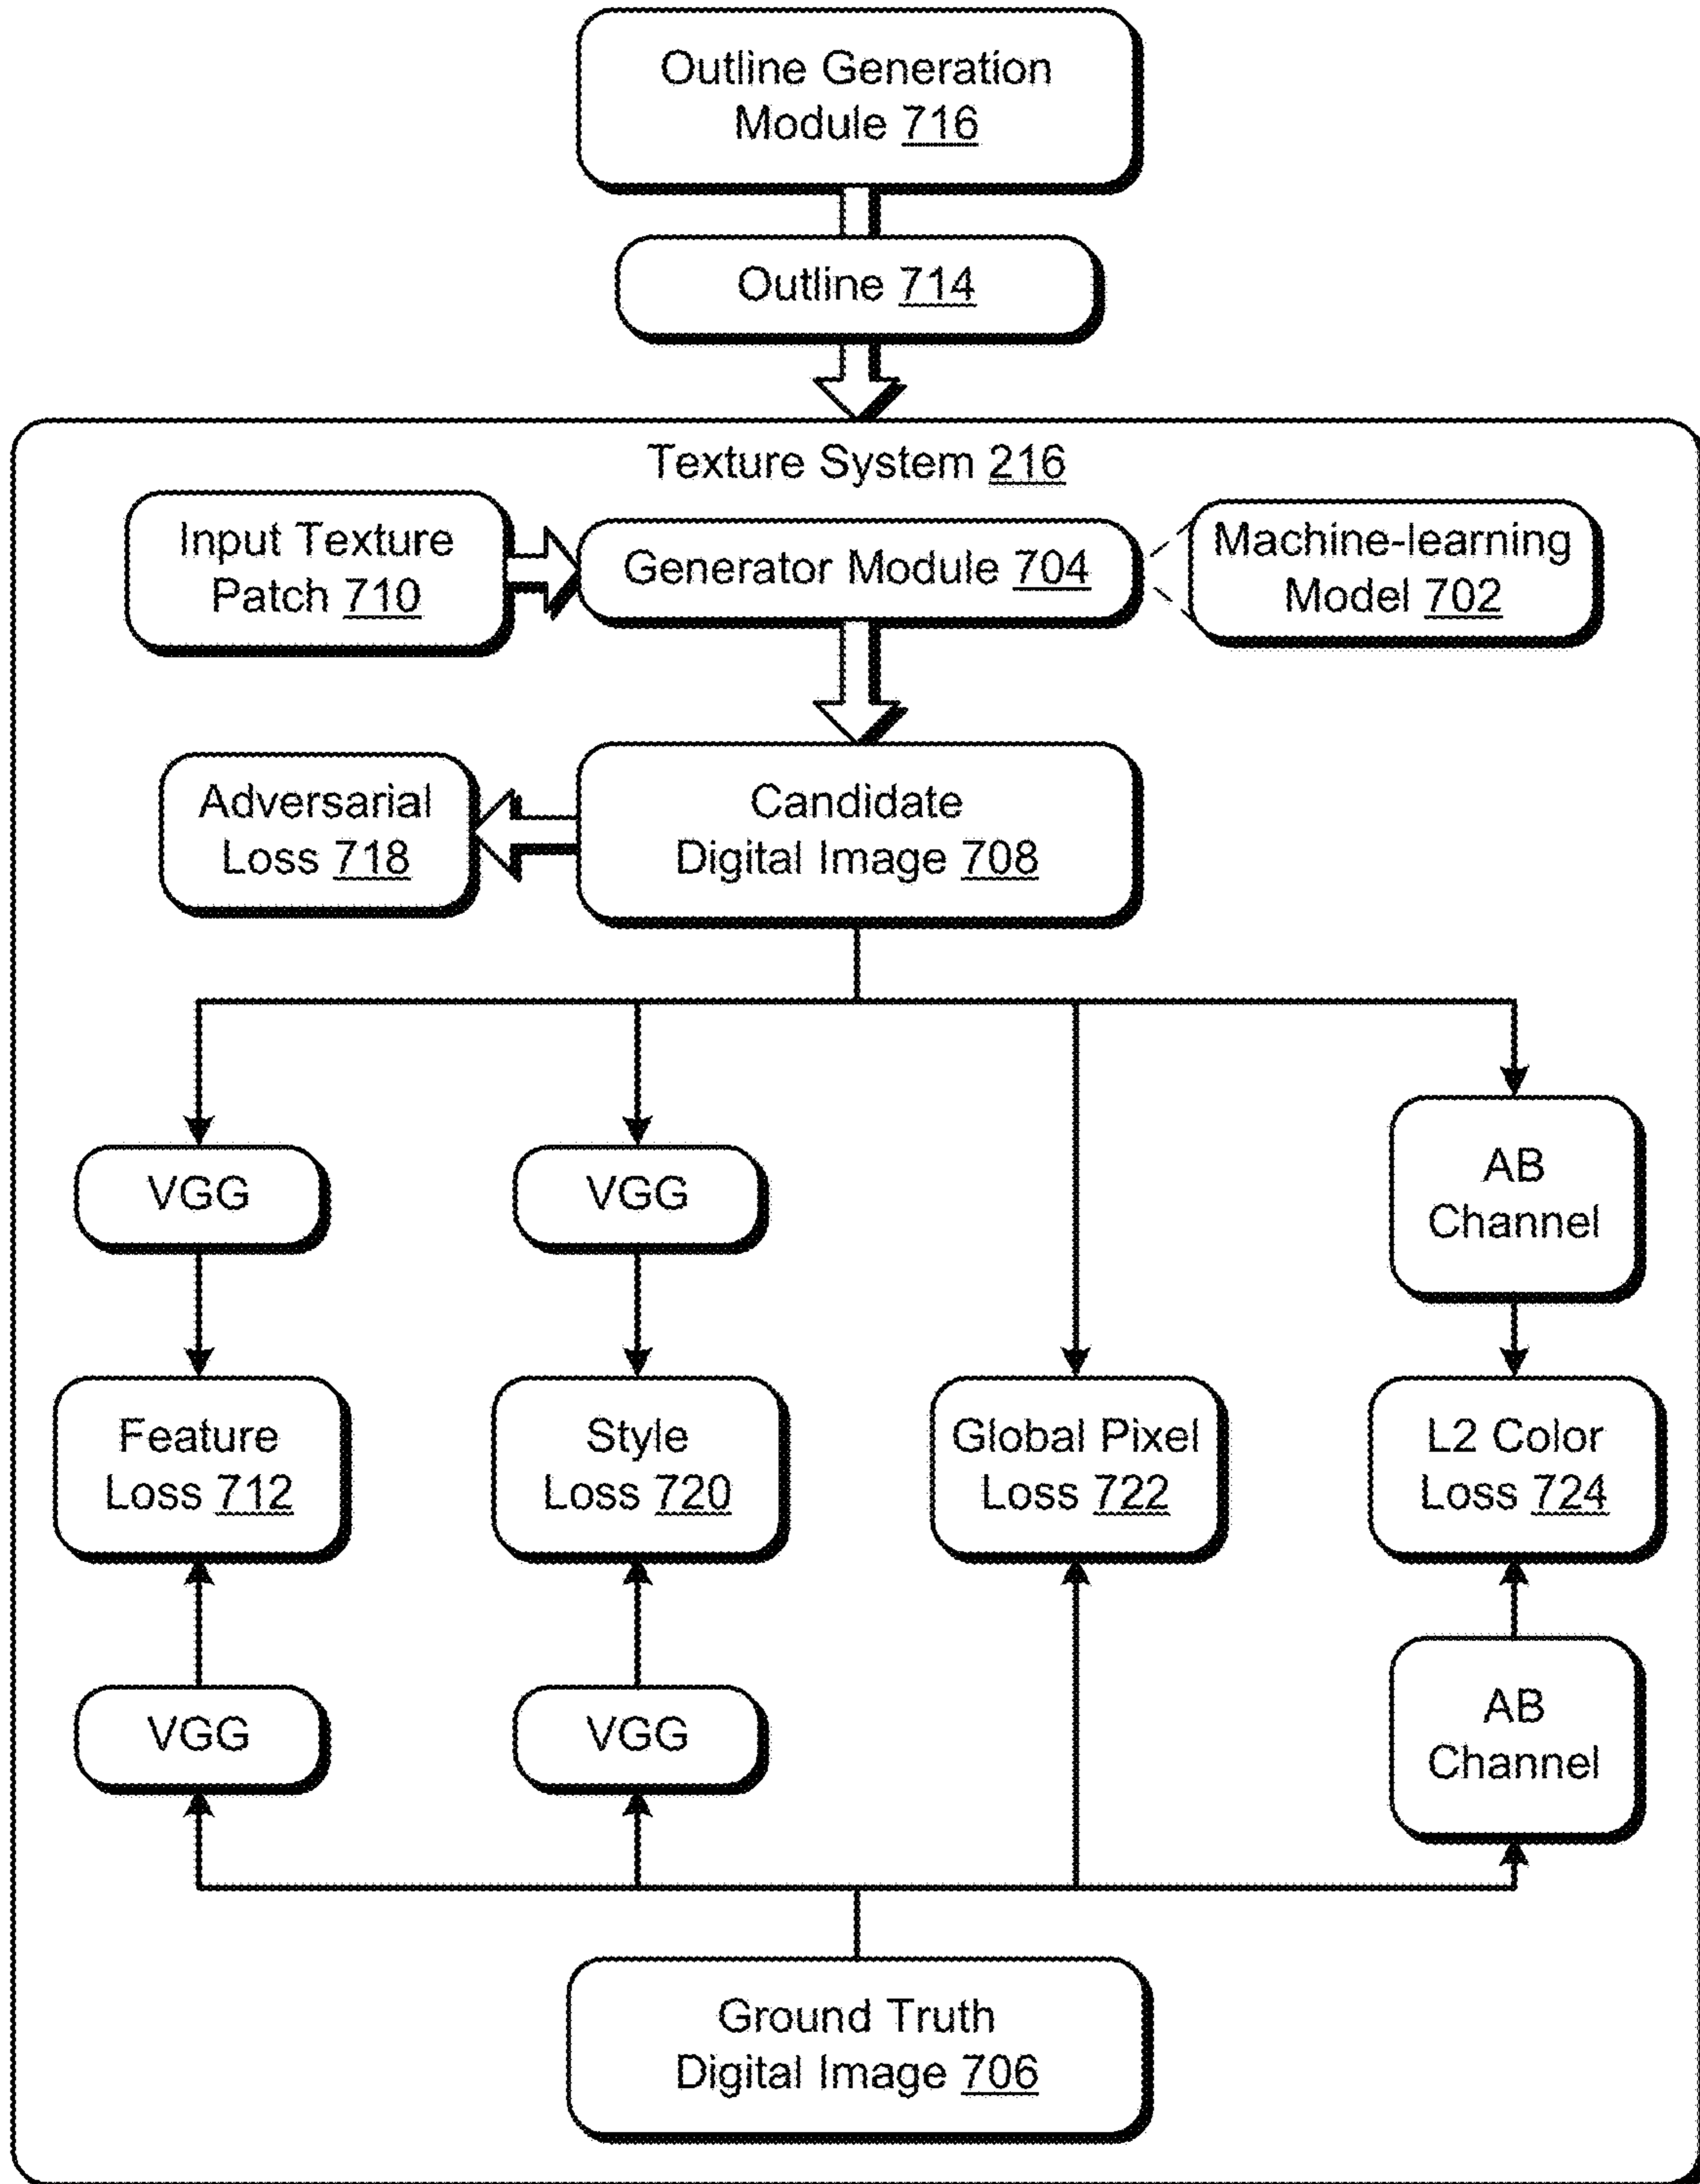 Outline Generation
Module 716
Outline 714
Texture System 216
Input Texture
Patch 710
Generator Module 704
Machine-learning
Model 702
Adversarial
Loss 718
Candidate
Digital Image 708
VGG
VGG
AB
Channel
Feature
Loss 712
Style
Loss 720
Global Pixel
Loss 722
L2 Color
Loss 724
VGG
VGG
AB
Channel
Ground Truth
Digital Image 706